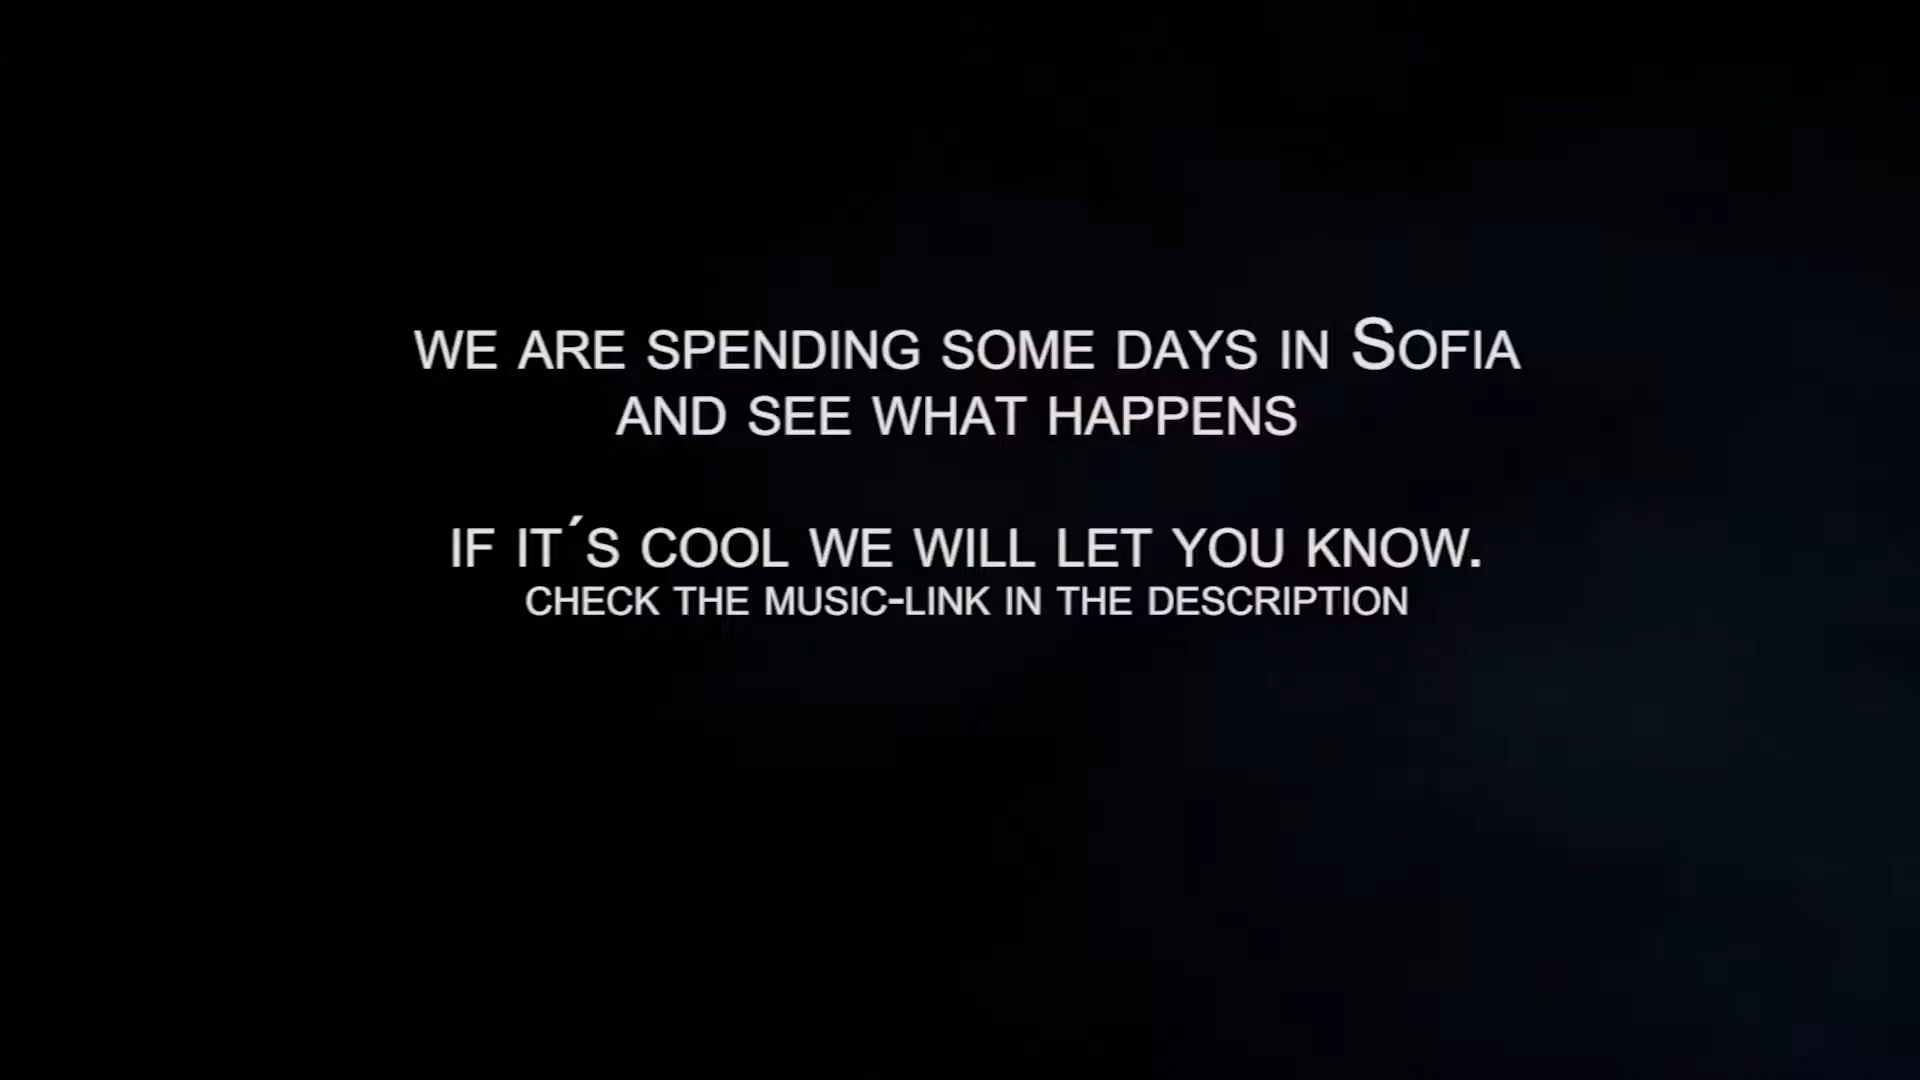 we are spending some days in Sofia
and see what happens
if it´s cool we will let you know.
check the music-link in the description